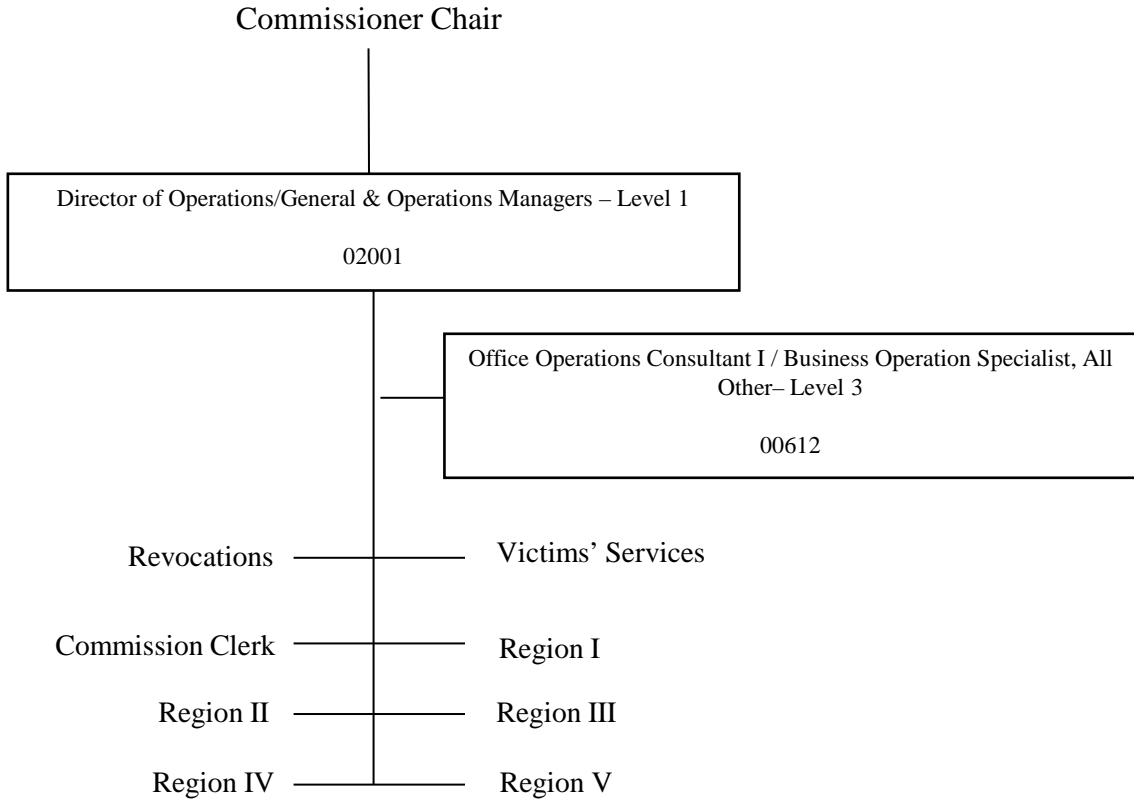 Commissioner Chair
Director of Operations/General & Operations Managers – Level 1
02001
Office Operations Consultant I / Business Operation Specialist, All
Other– Level 3
00612
Revocations
Victims’ Services
Commission Clerk
Region I
Region II
Region III
Region IV
Region V